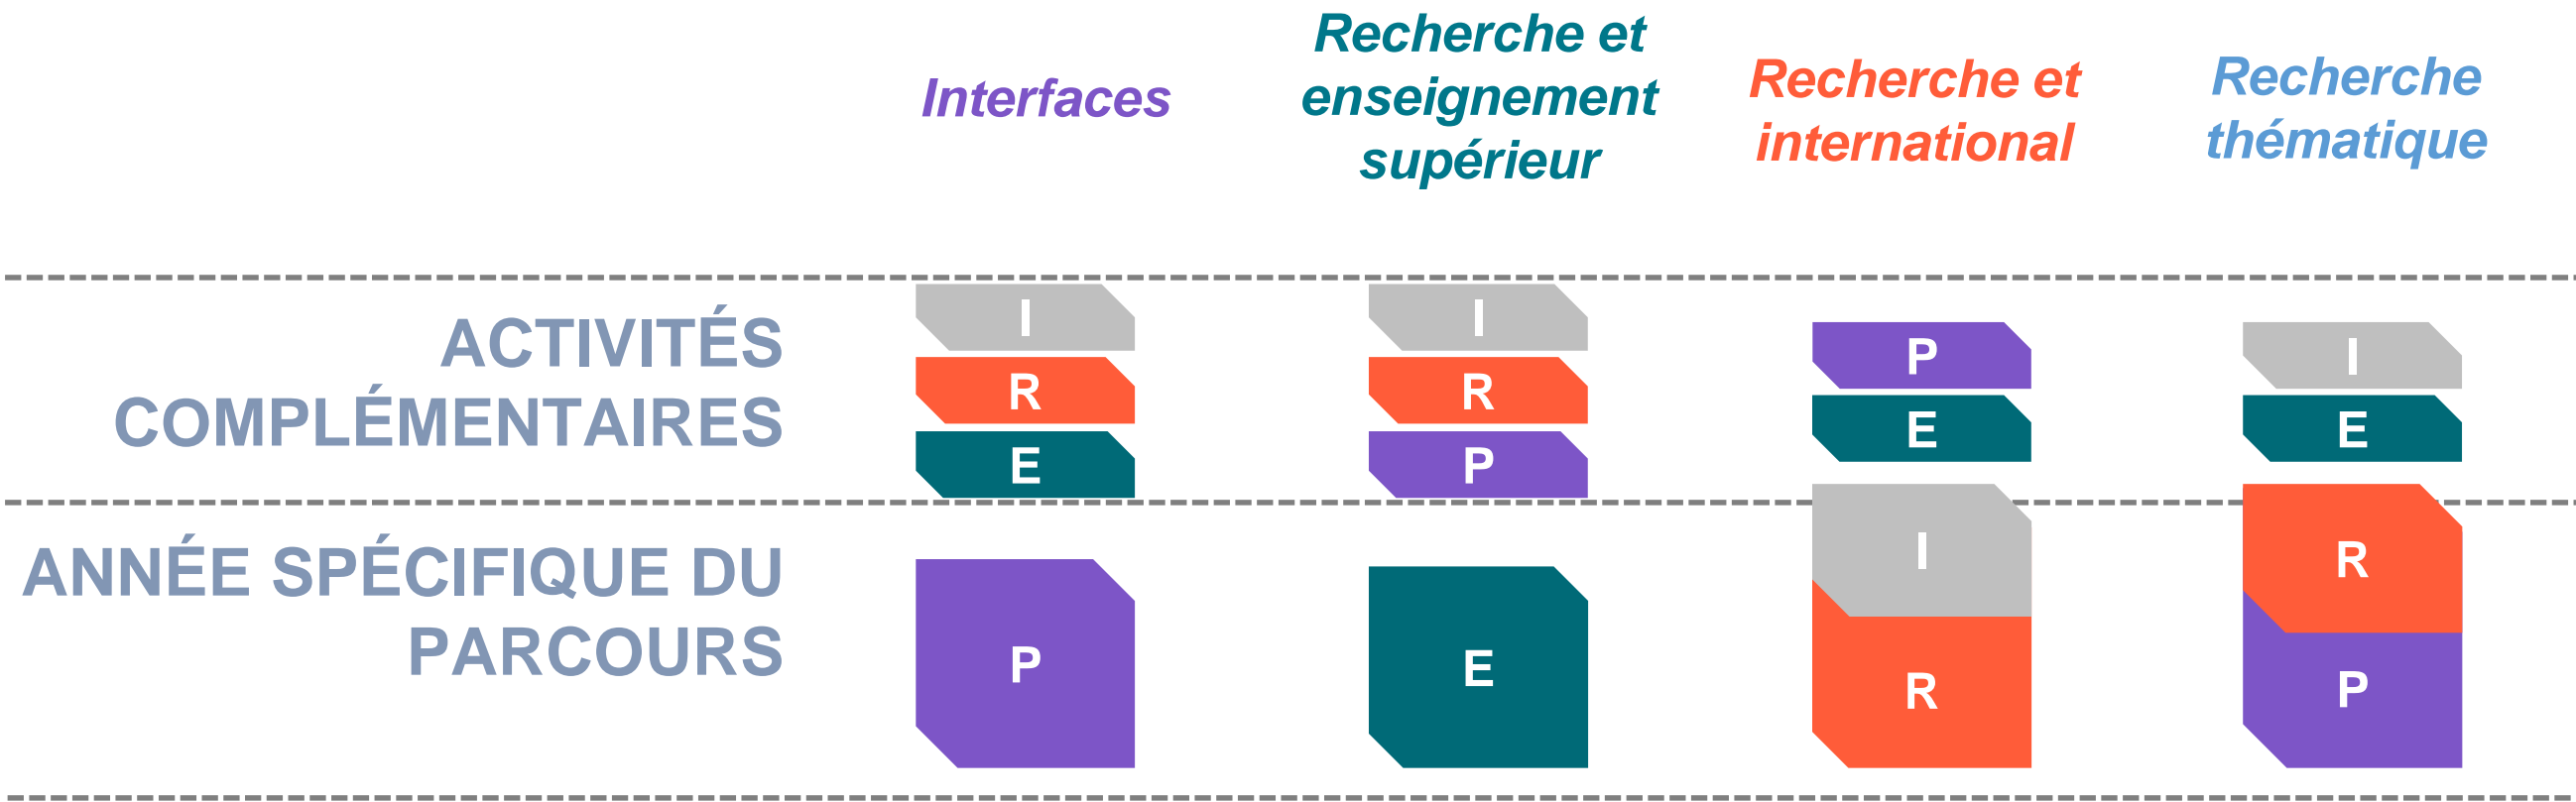 Interfaces
Recherche et
enseignement
supérieur
Recherche et
international
Recherche
thématique
ACTIVITÉS
COMPLÉMENTAIRES
I
R
E
I
R
P
P
E
I
E
ANNÉE SPÉCIFIQUE DU
PARCOURS
P
E
I
R
R
P